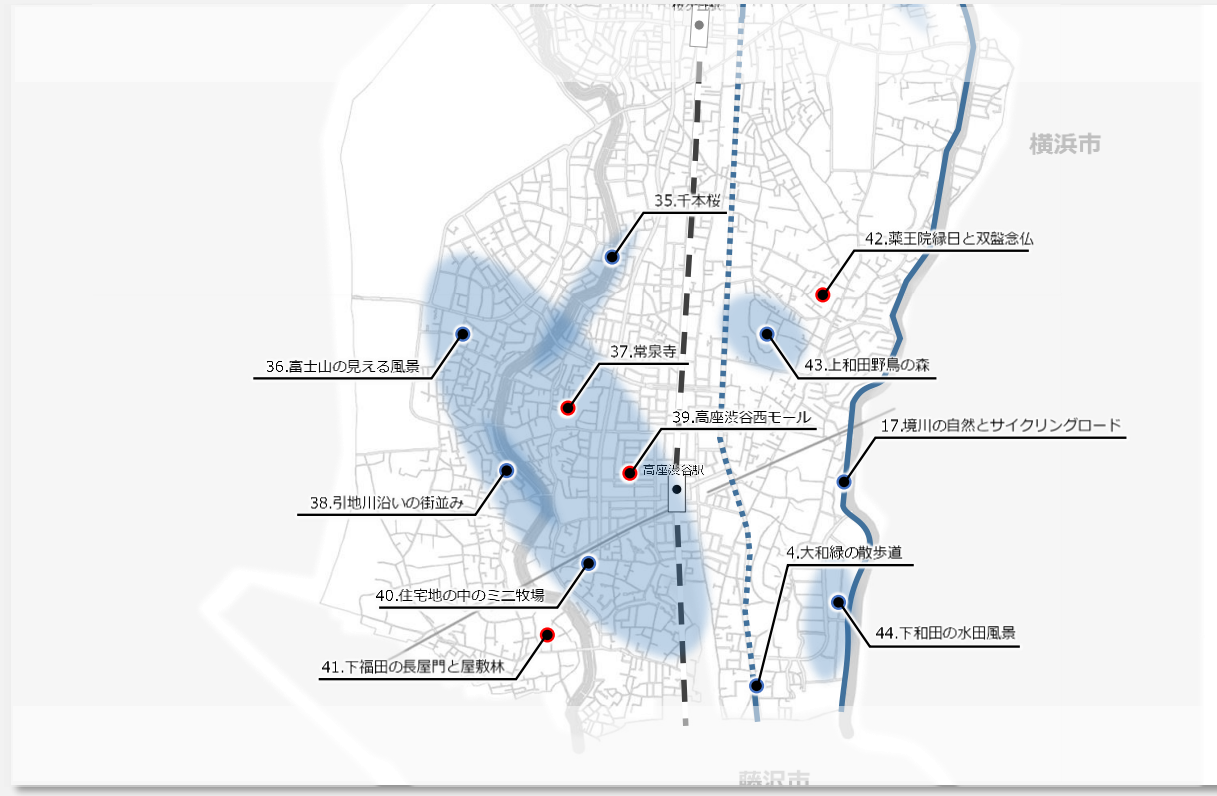 横浜市
35.千本桜
42.薬王院縁日と双盤念仏
37.常泉寺
36.富士山の見える風景
43.上和田野鳥の森
39.高座渋谷西モール
17.境川の自然とサイクリングロード
高座渋谷駅
38.引地川沿いの街並み
4.大和緑の散歩道
40.住宅地の中のミニ牧場
44.下和田の水田風景
41.下福田の長屋門と屋敷林
藤沢市